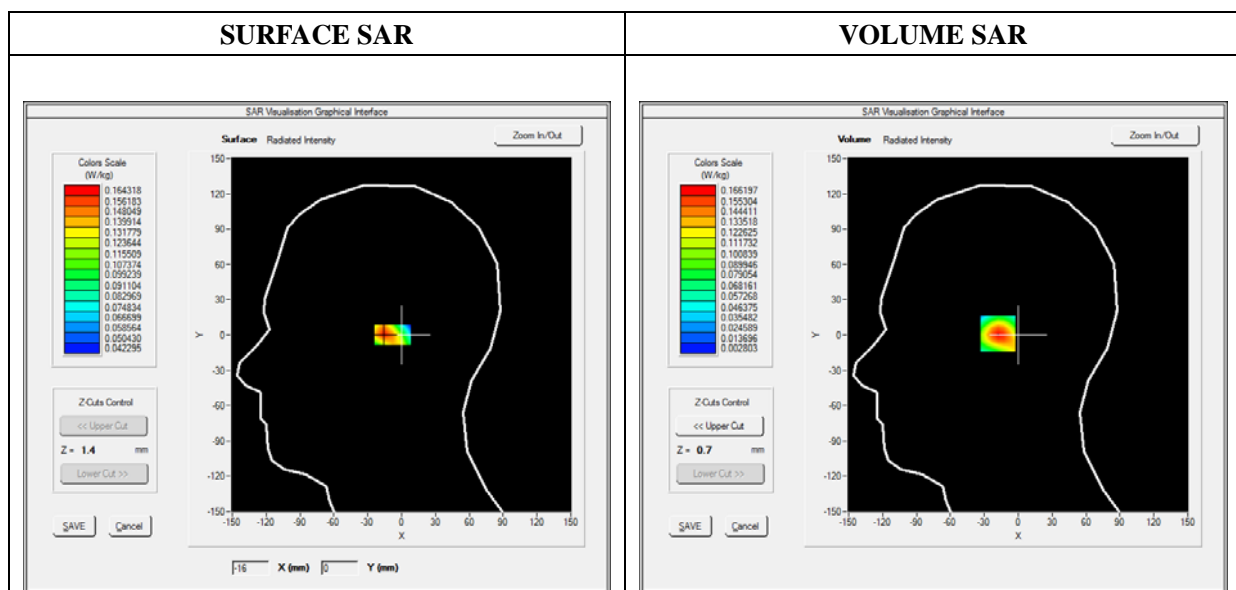 SURFACE SAR
VOLUME SAR
SAR Visualisation Graphical Interface
Surface Radiated Intensity
Zoom In/Out
Colors Scale
(W/kg)
0.164318
0.156183
0.148049
0.139914
0.131779
0.123644
0.115509
0.107374
0.099239
0.091104
0.082969
0.074834
0.066699
0.058564
0.050430
0.042295
Z-Cuts Control
<< Upper Cut
Z = 1.4 mm
Lower Cut >>
SAVE Cancel
150
120
90
60
30
0
-30
-60
-90
-120
-150
Y
-150 -120 -90 -60 -30 0 30 60 90 120 150
X
-16 X (mm) 0 Y (mm)
SAR Visualisation Graphical Interface
Volume Radiated Intensity
Zoom In/Out
Colors Scale
(W/kg)
0.166197
0.155304
0.144411
0.133518
0.122625
0.111732
0.100839
0.089946
0.079054
0.068161
0.057268
0.046375
0.035482
0.024589
0.013696
0.002803
Z-Cuts Control
<< Upper Cut
Z = 0.7 mm
Lower Cut >>
SAVE Cancel
150
120
90
60
30
0
-30
-60
-90
-120
-150
Y
-150 -120 -90 -60 -30 0 30 60 90 120 150
X